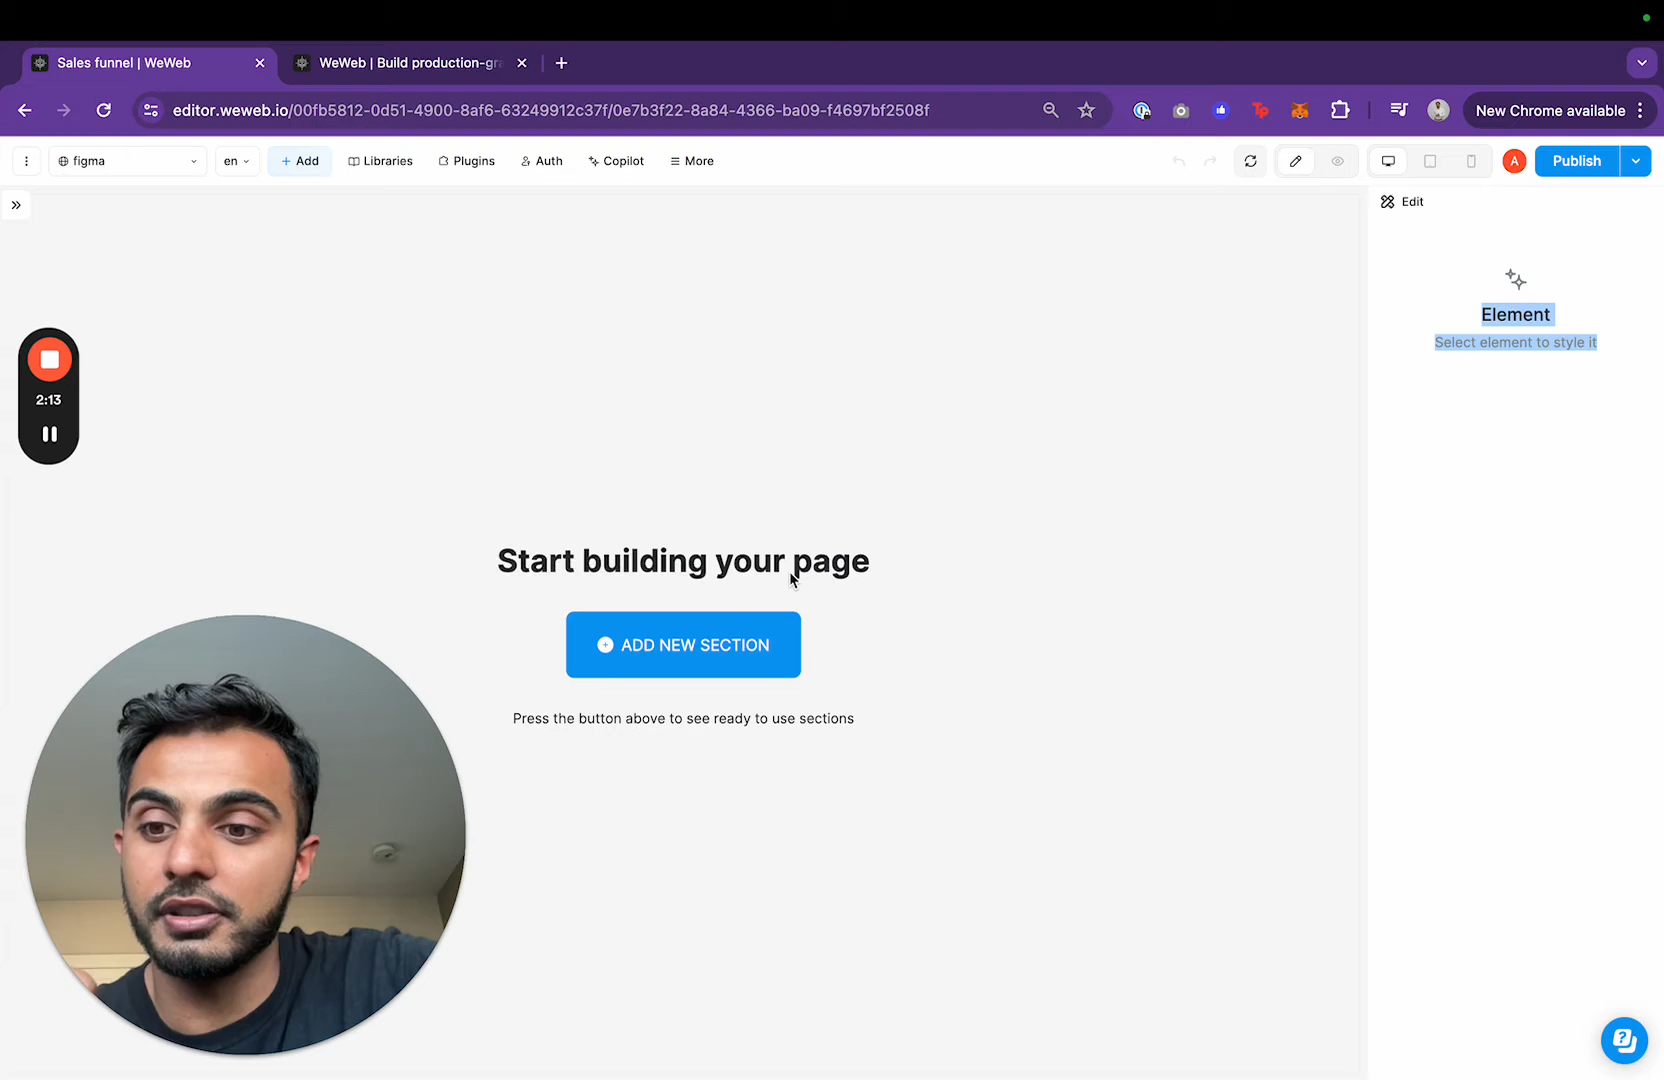 Sales funnel | WeWeb
WeWeb | Build production-gr
editor.weweb.io/00fb5812-0d51-4900-8af6-63249912c37f/0e7b3f22-8a84-4366-ba09-f4697bf2508f
New Chrome available
figma
en
+ Add
Libraries
Plugins
Auth
Copilot
More
A
Publish
Edit
Element
Select element to style it
2:13
Start building your page
ADD NEW SECTION
Press the button above to see ready to use sections